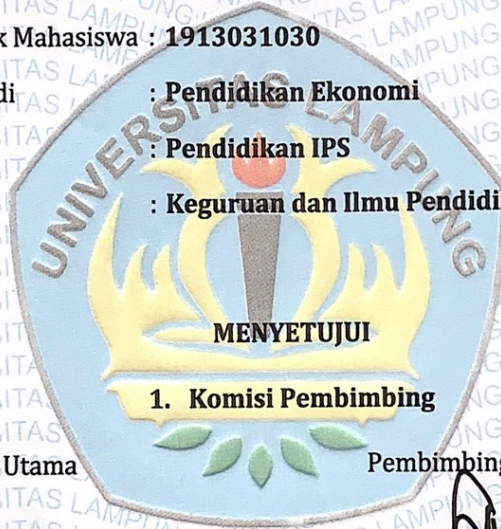 k Mahasiswa : 1913031030
di : Pendidikan Ekonomi
: Pendidikan IPS
: Keguruan dan Ilmu Pendidi
UNIVERSITAS LAMPUNG
MENYETUJUI
1. Komisi Pembimbing
Utama Pembimbing